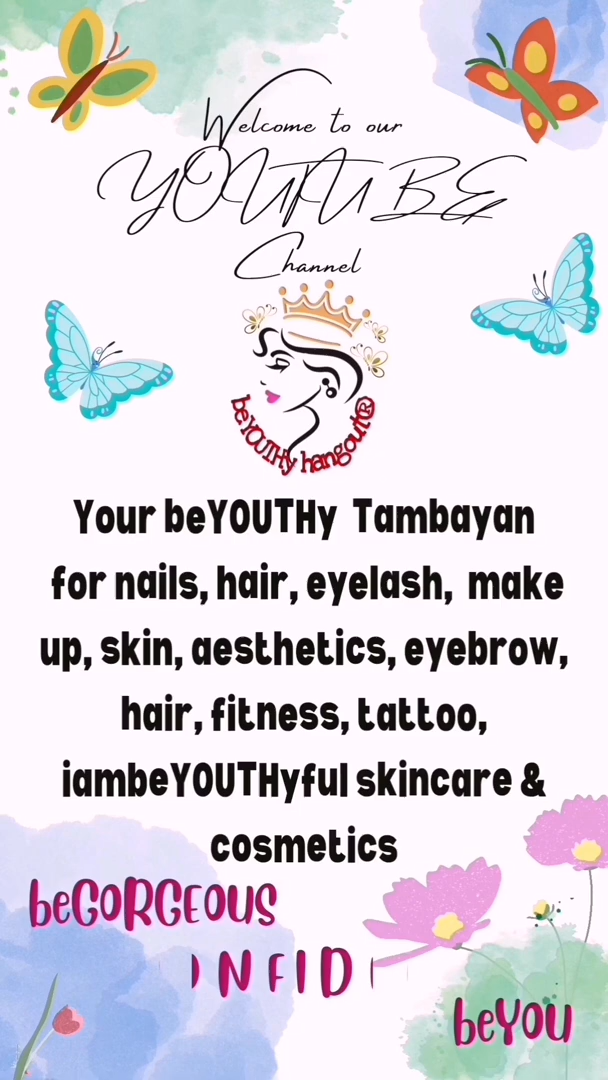 Welcome to our
YOUTUBE
Channel
beYOUTHy hangout®
Your beYOUTHy Tambayan
for nails, hair, eyelash, make
up, skin, aesthetics, eyebrow,
hair, fitness, tattoo,
iambeYOUTHyful skincare &
cosmetics
beGORGEOUS
NFID
beYOU